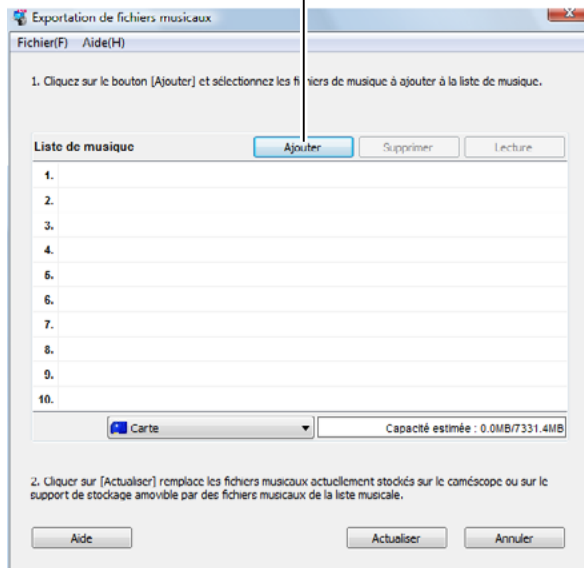 Exportation de fichiers musicaux
Fichier(F) Aide(H)
1. Cliquez sur le bouton [Ajouter] et sélectionnez les fichiers de musique à ajouter à la liste de musique.
Liste de musique Ajouter Supprimer Lecture
1.
2.
3.
4.
5.
6.
7.
8.
9.
10.
Carte Capacité estimée : 0.0MB/7331.4MB
2. Cliquer sur [Actualiser] remplace les fichiers musicaux actuellement stockés sur le caméscope ou sur le
support de stockage amovible par des fichiers musicaux de la liste musicale.
Aide Actualiser Annuler